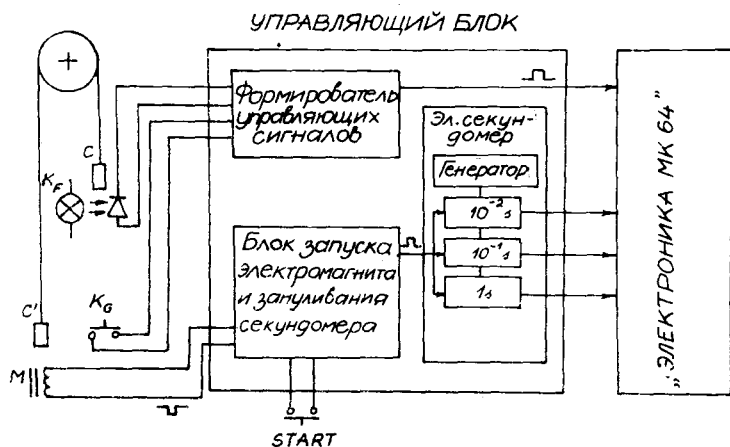 УПРАВЛЯЮЩИЙ БЛОК
Формирователь
управляющих
сигналов
Эл. секун-
домер
Генератор
10⁻² s
10⁻¹ s
1s
Блок запуска
электромагнита
и зануливания
секундомера
START
„ЭЛЕКТРОНИКА МК 64"
C
K_F
C'
K_G
M